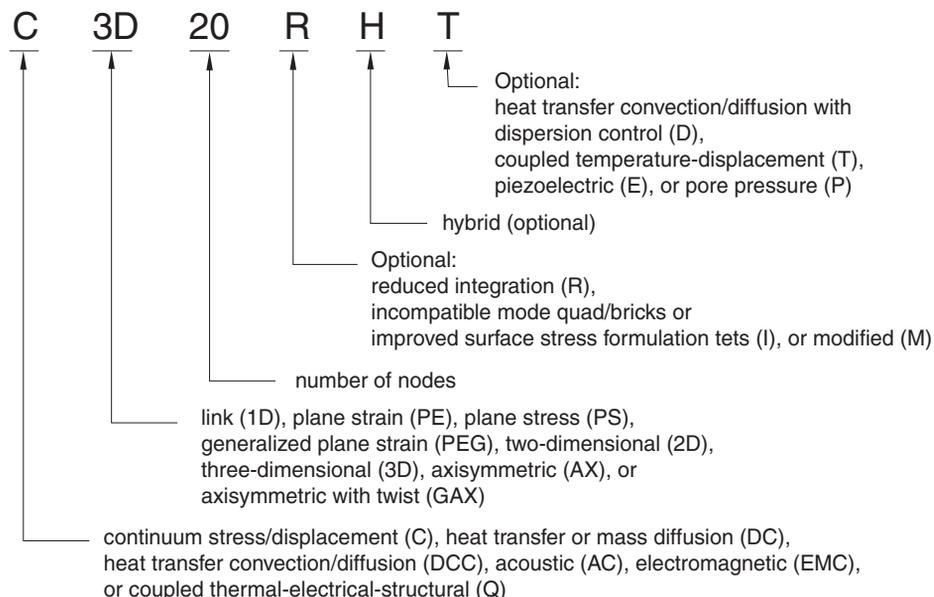 C 3D 20 R H T
Optional:
heat transfer convection/diffusion with
dispersion control (D),
coupled temperature-displacement (T),
piezoelectric (E), or pore pressure (P)
hybrid (optional)
Optional:
reduced integration (R),
incompatible mode quad/bricks or
improved surface stress formulation tets (I), or modified (M)
number of nodes
link (1D), plane strain (PE), plane stress (PS),
generalized plane strain (PEG), two-dimensional (2D),
three-dimensional (3D), axisymmetric (AX), or
axisymmetric with twist (GAX)
continuum stress/displacement (C), heat transfer or mass diffusion (DC),
heat transfer convection/diffusion (DCC), acoustic (AC), electromagnetic (EMC),
or coupled thermal-electrical-structural (Q)